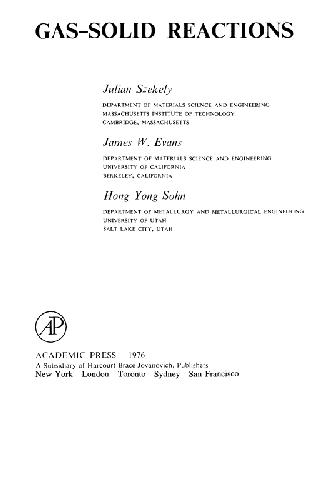 GAS–SOLID REACTIONS
Julian Szekely
DEPARTMENT OF MATERIALS SCIENCE AND ENGINEERING
MASSACHUSETTS INSTITUTE OF TECHNOLOGY
CAMBRIDGE, MASSACHUSETTS
James W. Evans
DEPARTMENT OF MATERIALS SCIENCE AND ENGINEERING
UNIVERSITY OF CALIFORNIA
BERKELEY, CALIFORNIA
Hong Yong Sohn
DEPARTMENT OF METALLURGY AND METALLURGICAL ENGINEERING
UNIVERSITY OF UTAH
SALT LAKE CITY, UTAH
AP
ACADEMIC PRESS 1976
A Subsidiary of Harcourt Brace Jovanovich, Publishers
New York London Toronto Sydney San Francisco